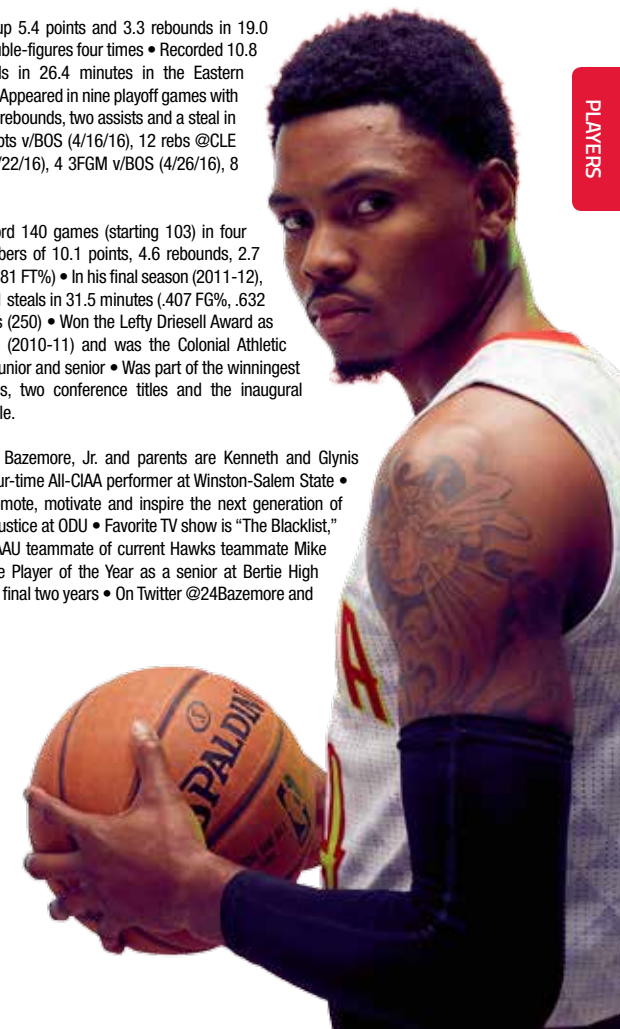 up 5.4 points and 3.3 rebounds in 19.0
uble-figures four times • Recorded 10.8
ds in 26.4 minutes in the Eastern
Appeared in nine playoff games with
rebounds, two assists and a steal in
pts v/BOS (4/16/16), 12 rebs @CLE
/22/16), 4 3FGM v/BOS (4/26/16), 8
ord 140 games (starting 103) in four
bers of 10.1 points, 4.6 rebounds, 2.7
81 FT%) • In his final season (2011-12),
steals in 31.5 minutes (.407 FG%, .632
s (250) • Won the Lefty Driesell Award as
(2010-11) and was the Colonial Athletic
junior and senior • Was part of the winningest
s, two conference titles and the inaugural
le.
Bazemore, Jr. and parents are Kenneth and Glynis
ur-time All-CIAA performer at Winston-Salem State •
mote, motivate and inspire the next generation of
ustice at ODU • Favorite TV show is “The Blacklist,”
AAU teammate of current Hawks teammate Mike
e Player of the Year as a senior at Bertie High
final two years • On Twitter @24Bazemore and
PLAYERS
SPALDIN
A